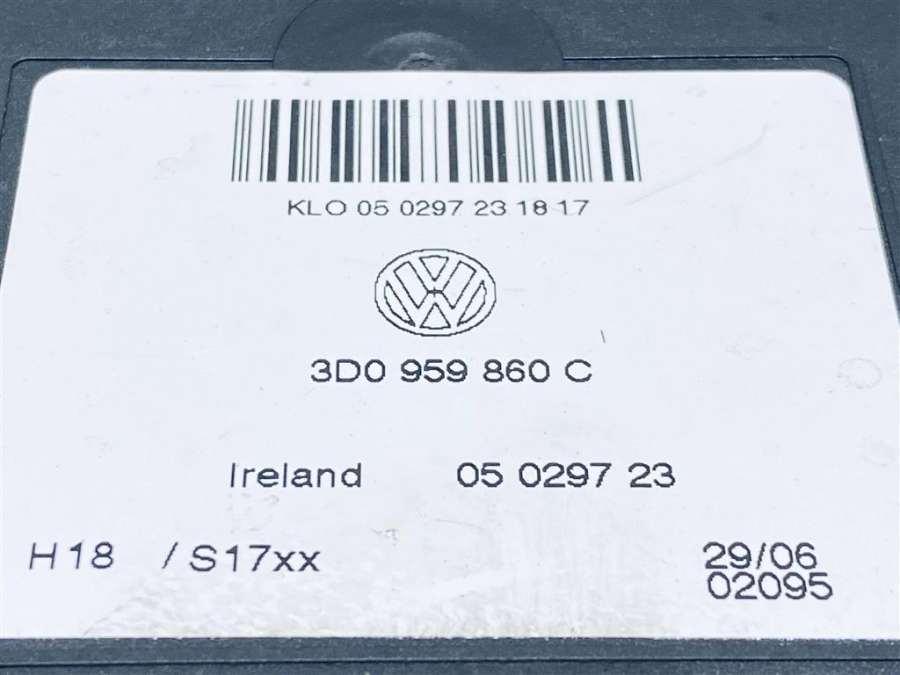 KLO 05 0297 23 18 17
3D0 959 860 C
Ireland 05 0297 23
H18 /S17xx 29/06
02095